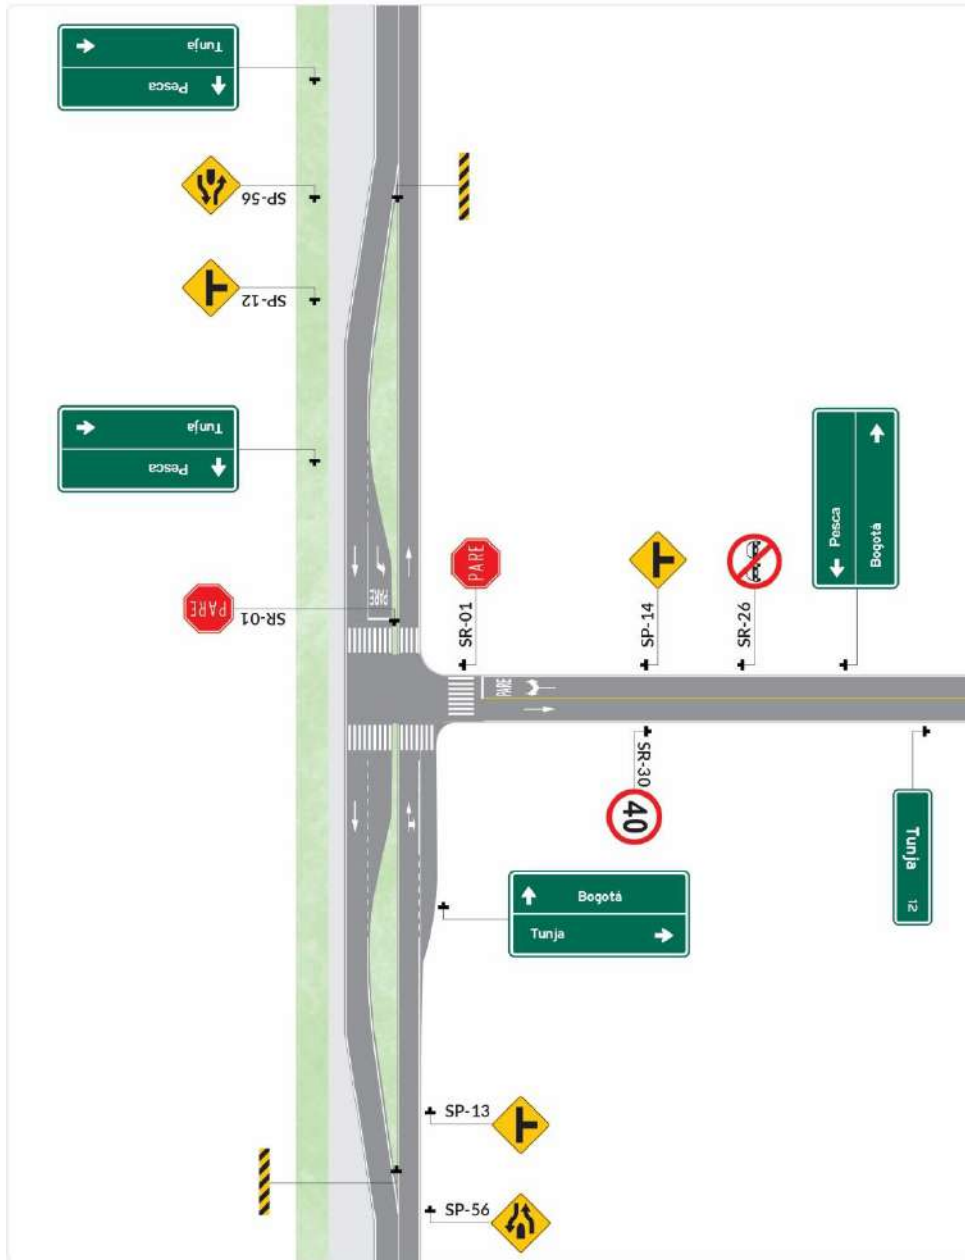 Tunja
Pesca
SP-56
SP-12
Tunja
Pesca
PARE
SR-01
PARE
PARE
SR-01
SP-14
SR-26
Pesca
Bogotá
PARE
SR-30
40
Tunja 12
Bogotá
Tunja
SP-13
SP-56